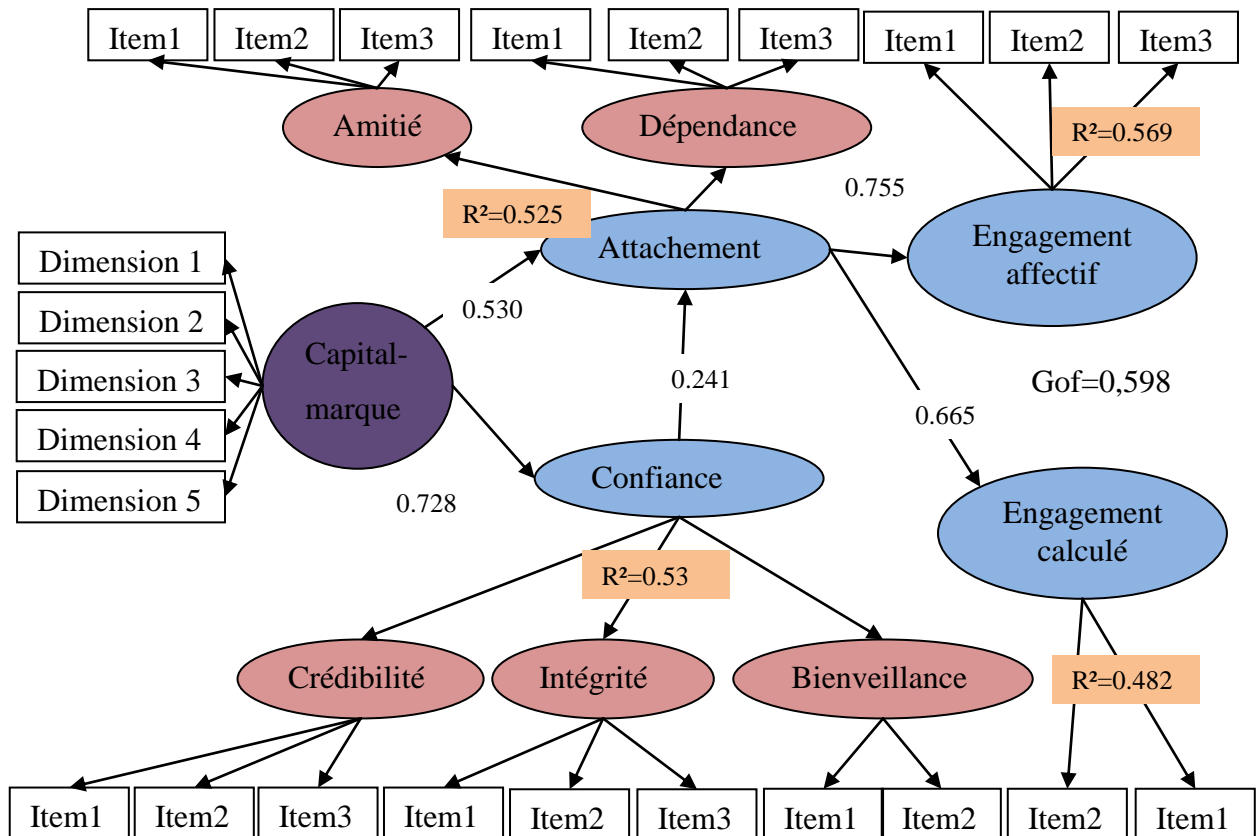 Item1
Item2
Item3
Item1
Item2
Item3
Item1
Item2
Item3
Amitié
Dépendance
R²=0.569
0.755
R²=0.525
Attachement
Engagement
affectif
Dimension 1
Dimension 2
Dimension 3
Dimension 4
Dimension 5
Capital-
marque
0.530
0.241
Gof=0,598
0.665
Confiance
0.728
Engagement
calculé
R²=0.53
Crédibilité
Intégrité
Bienveillance
R²=0.482
Item1
Item2
Item3
Item1
Item2
Item3
Item1
Item2
Item2
Item1